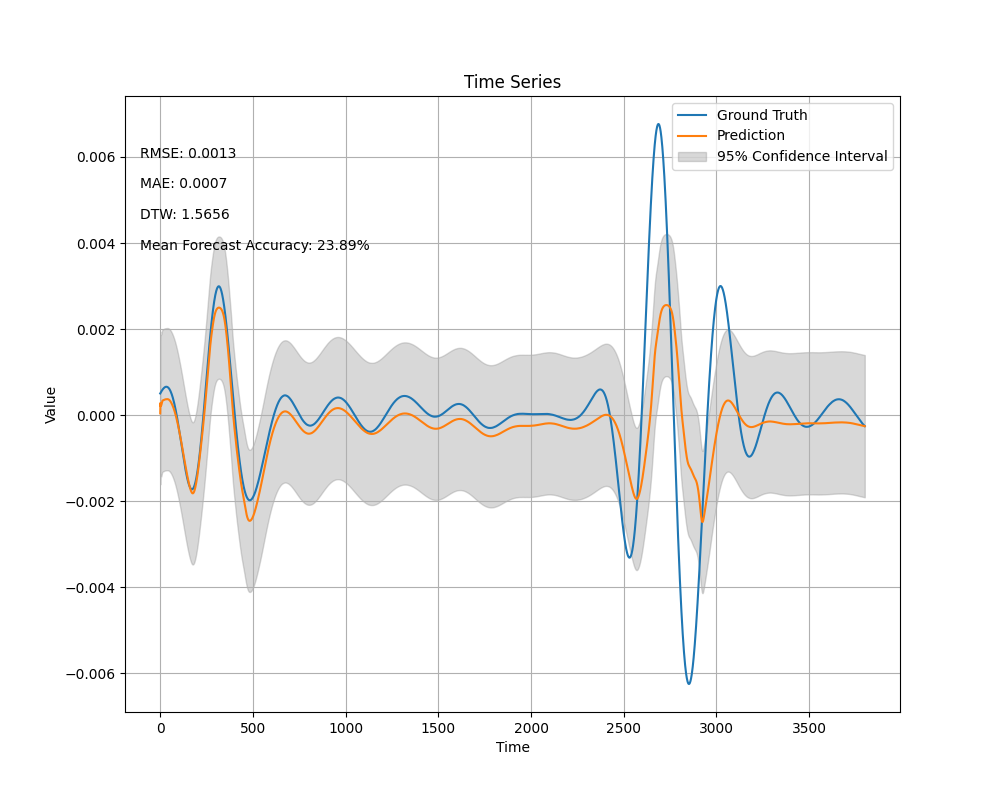 Time Series
Ground Truth
Prediction
95% Confidence Interval
RMSE: 0.0013
MAE: 0.0007
DTW: 1.5656
Mean Forecast Accuracy: 23.89%
Value
0.006
0.004
0.002
0.000
−0.002
−0.004
−0.006
0 500 1000 1500 2000 2500 3000 3500
Time